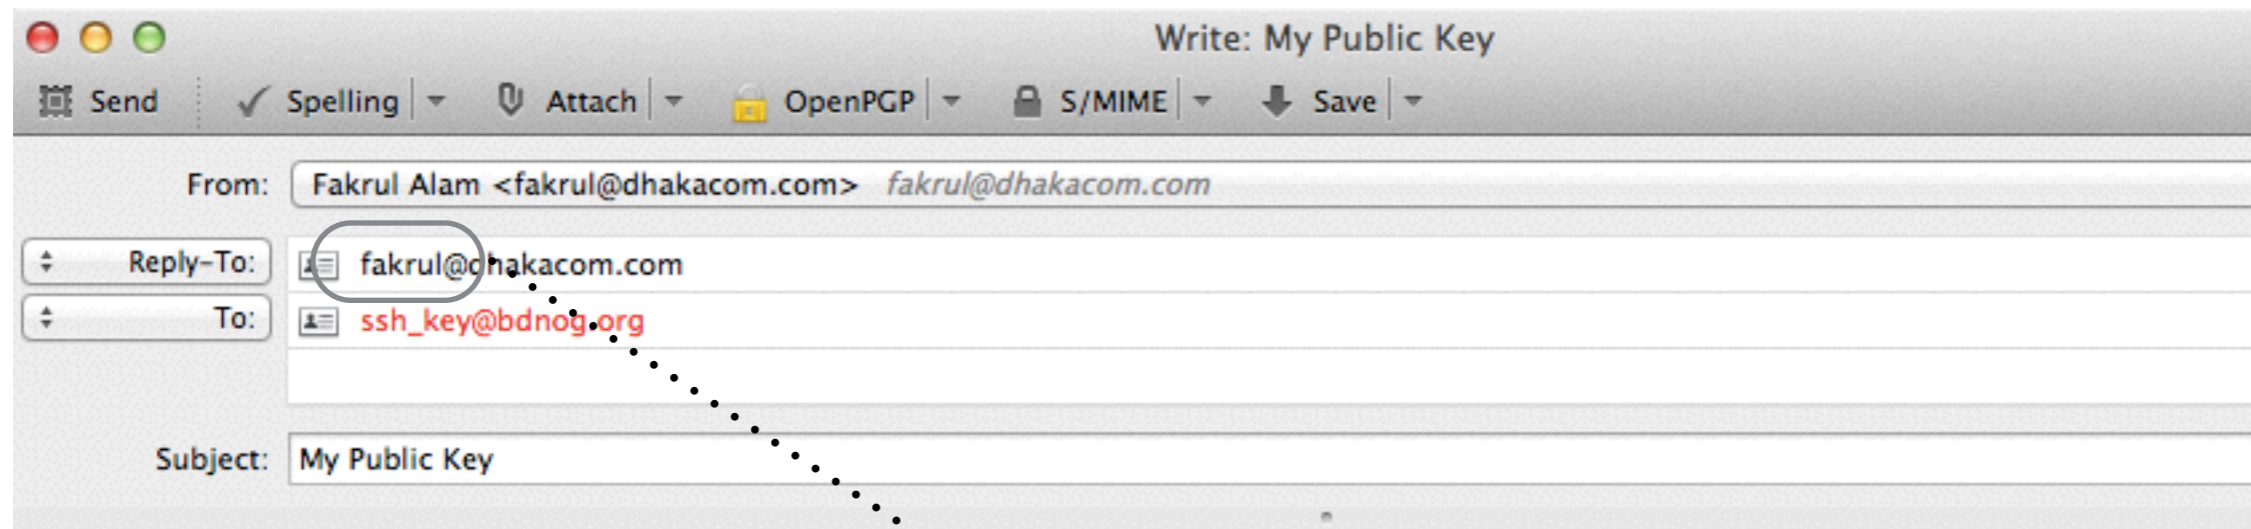 Write: My Public Key
Send Spelling Attach OpenPGP S/MIME Save
From: Fakrul Alam <fakrul@dhakacom.com> fakrul@dhakacom.com
Reply-To: fakrul@dhakacom.com
To: ssh_key@bdnog.org
Subject: My Public Key